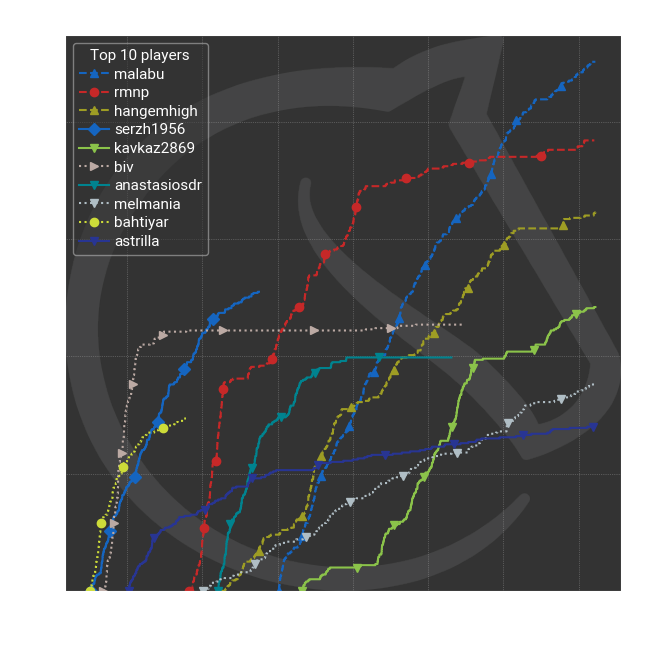 Top 10 players
malabu
rmnp
hangemhigh
serzh1956
kavkaz2869
biv
anastasiosdr
melmania
bahtiyar
astrilla